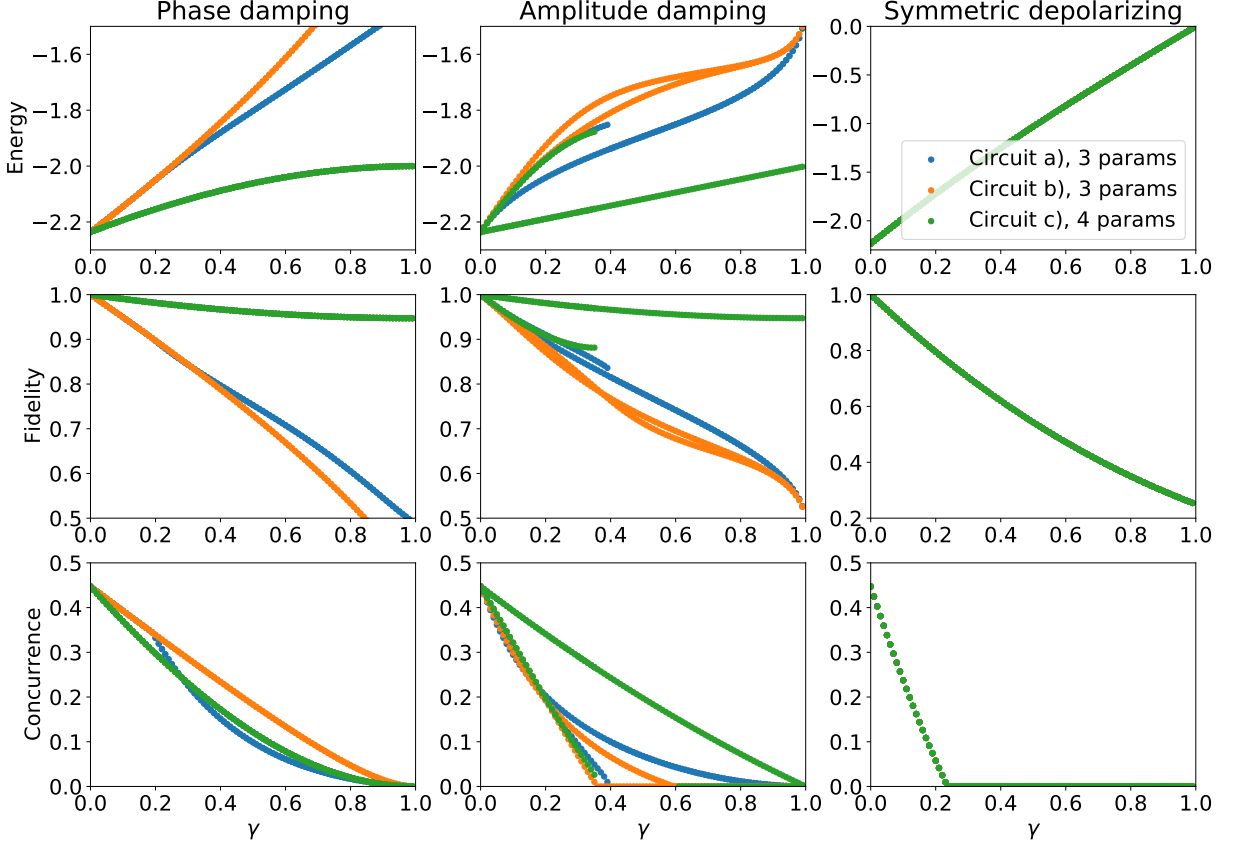 Phase damping
Amplitude damping
Symmetric depolarizing
Energy
−1.6
−1.8
−2.0
−2.2
0.0 0.2 0.4 0.6 0.8 1.0
−1.6
−1.8
−2.0
−2.2
0.0 0.2 0.4 0.6 0.8 1.0
0.0
−0.5
−1.0
−1.5
−2.0
0.0 0.2 0.4 0.6 0.8 1.0
Circuit a), 3 params
Circuit b), 3 params
Circuit c), 4 params
Fidelity
1.0
0.9
0.8
0.7
0.6
0.5
0.0 0.2 0.4 0.6 0.8 1.0
1.0
0.9
0.8
0.7
0.6
0.5
0.0 0.2 0.4 0.6 0.8 1.0
1.0
0.8
0.6
0.4
0.2
0.0 0.2 0.4 0.6 0.8 1.0
Concurrence
0.5
0.4
0.3
0.2
0.1
0.0
0.0 0.2 0.4 0.6 0.8 1.0
γ
0.5
0.4
0.3
0.2
0.1
0.0
0.0 0.2 0.4 0.6 0.8 1.0
γ
0.5
0.4
0.3
0.2
0.1
0.0
0.0 0.2 0.4 0.6 0.8 1.0
γ